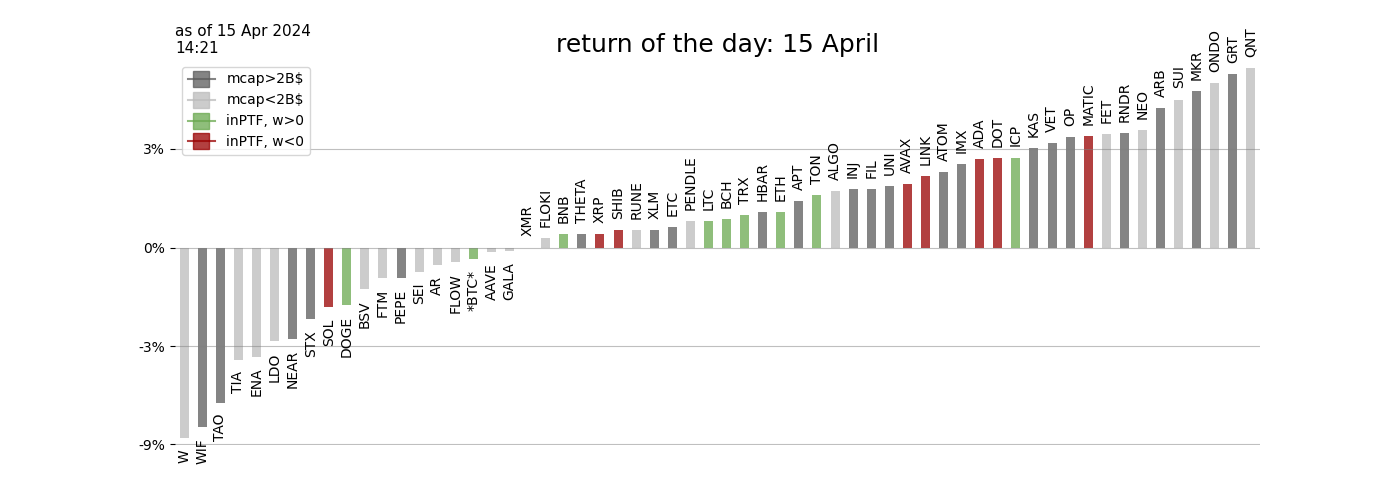 as of 15 Apr 2024
14:21
return of the day: 15 April
mcap>2B$
mcap<2B$
inPTF, w>0
inPTF, w<0
3%
0%
-3%
-9%
W
WIF
TAO
TIA
ENA
LDO
NEAR
STX
SOL
DOGE
BSV
FTM
PEPE
SEI
AR
FLOW
*BTC*
AAVE
GALA
XMR
FLOKI
BNB
THETA
XRP
SHIB
RUNE
XLM
ETC
PENDLE
LTC
BCH
TRX
HBAR
ETH
APT
TON
ALGO
INJ
FIL
UNI
AVAX
LINK
ATOM
IMX
ADA
DOT
ICP
KAS
VET
OP
MATIC
FET
RNDR
NEO
ARB
SUI
MKR
ONDO
GRT
QNT